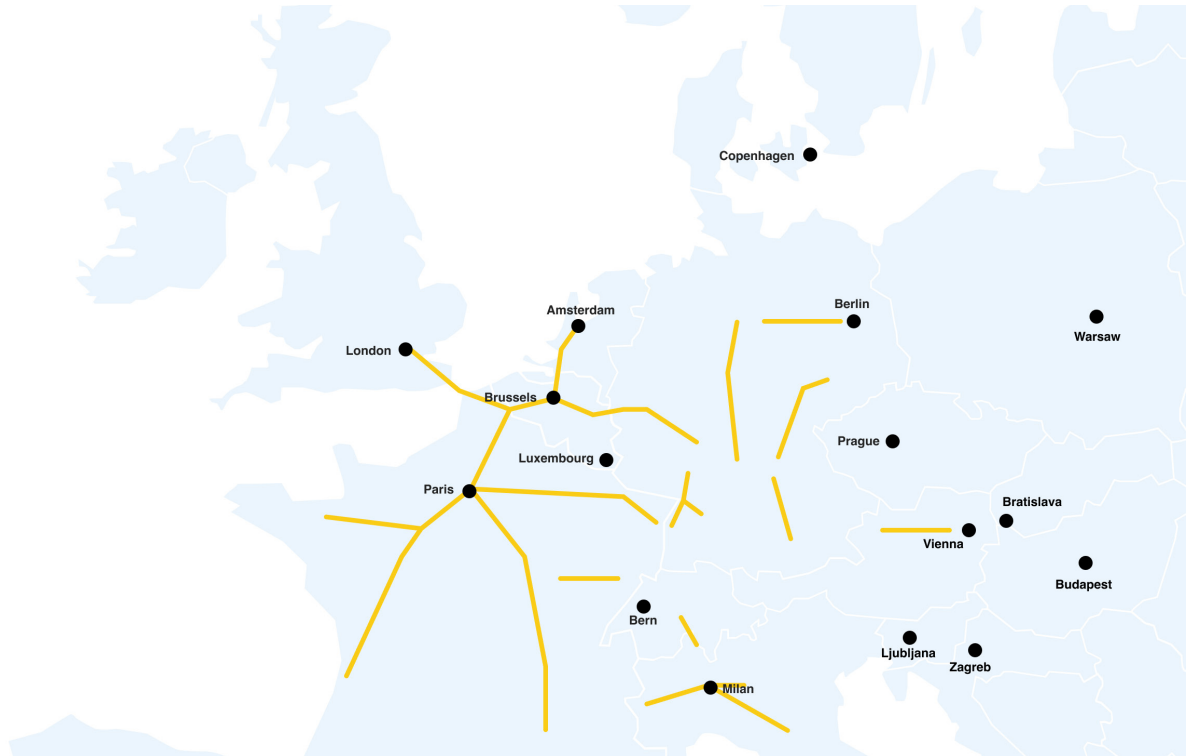 Copenhagen
Berlin
Amsterdam
Warsaw
London
Brussels
Prague
Luxembourg
Paris
Bratislava
Vienna
Budapest
Bern
Ljubljana
Zagreb
Milan